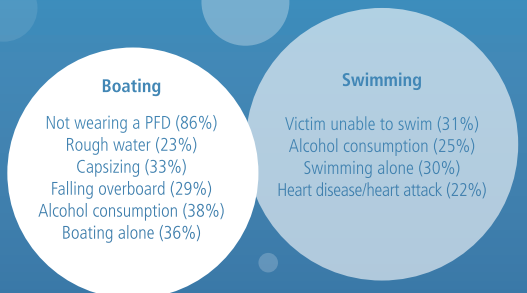 Boating
Not wearing a PFD (86%)
Rough water (23%)
Capsizing (33%)
Falling overboard (29%)
Alcohol consumption (38%)
Boating alone (36%)
Swimming
Victim unable to swim (31%)
Alcohol consumption (25%)
Swimming alone (30%)
Heart disease/heart attack (22%)